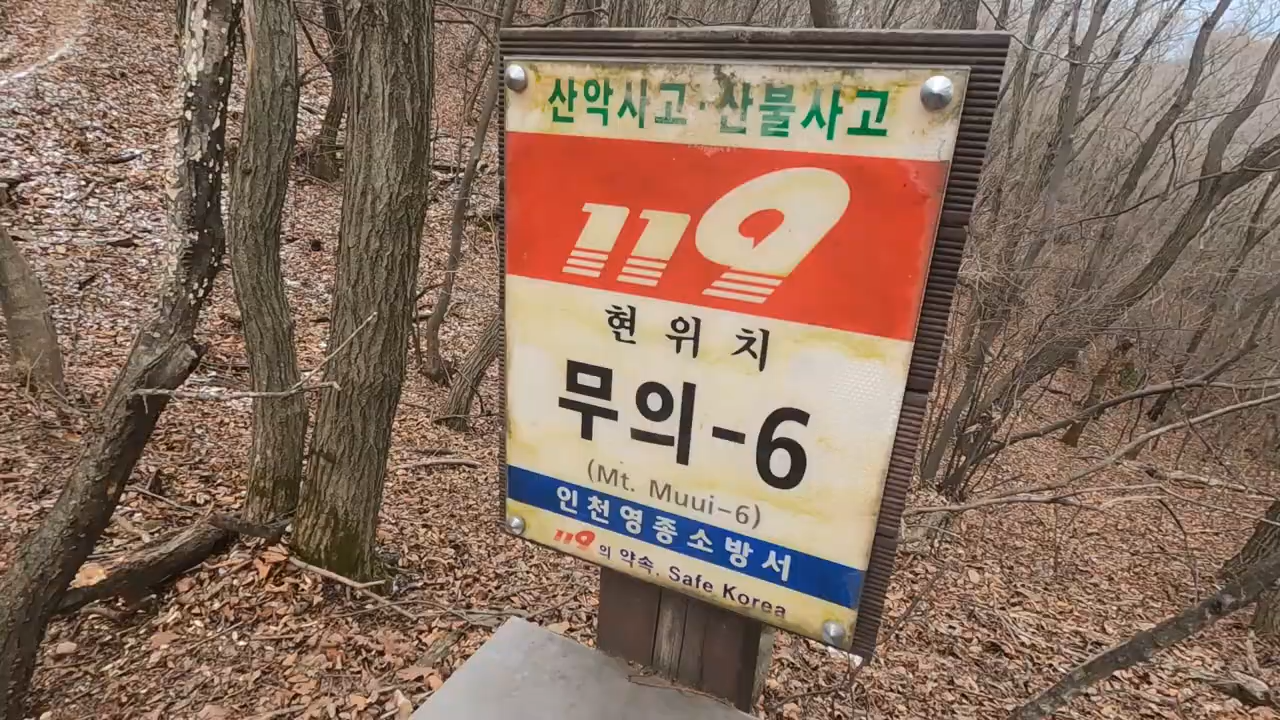 산악사고·산불사고
119
현위치
무의-6
(Mt. Muui-6)
인천영종소방서
119의 약속, Safe Korea